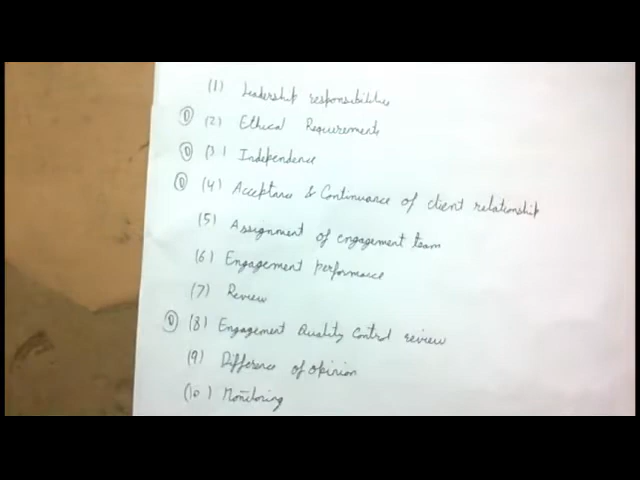 (1) Leadership responsibilities
D (2) Ethical Requirements
D (3) Independence
D (4) Acceptance & Continuance of client relationship
(5) Assignment of engagement team
(6) Engagement performance
(7) Review
D (8) Engagement Quality Control review
(9) Difference of opinion
(10) Monitoring